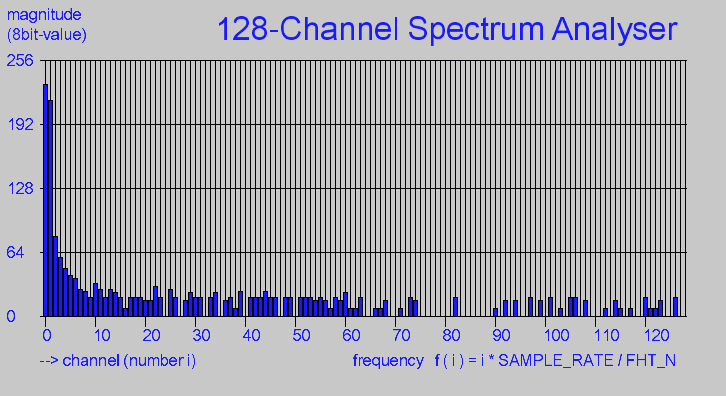 magnitude
(8bit-value)
128-Channel Spectrum Analyser
256
192
128
64
0
0 10 20 30 40 50 60 70 80 90 100 110 120
--> channel (number i)
frequency f ( i ) = i * SAMPLE_RATE / FHT_N